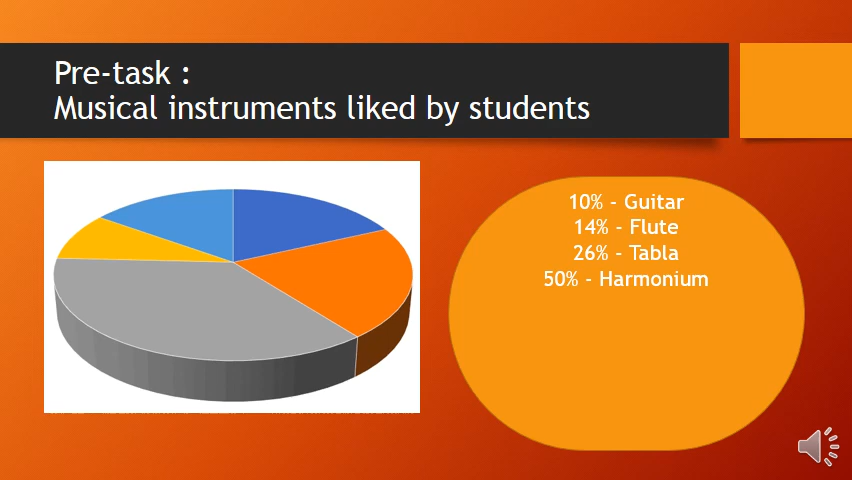 Pre-task :
Musical instruments liked by students
10% - Guitar
14% - Flute
26% - Tabla
50% - Harmonium